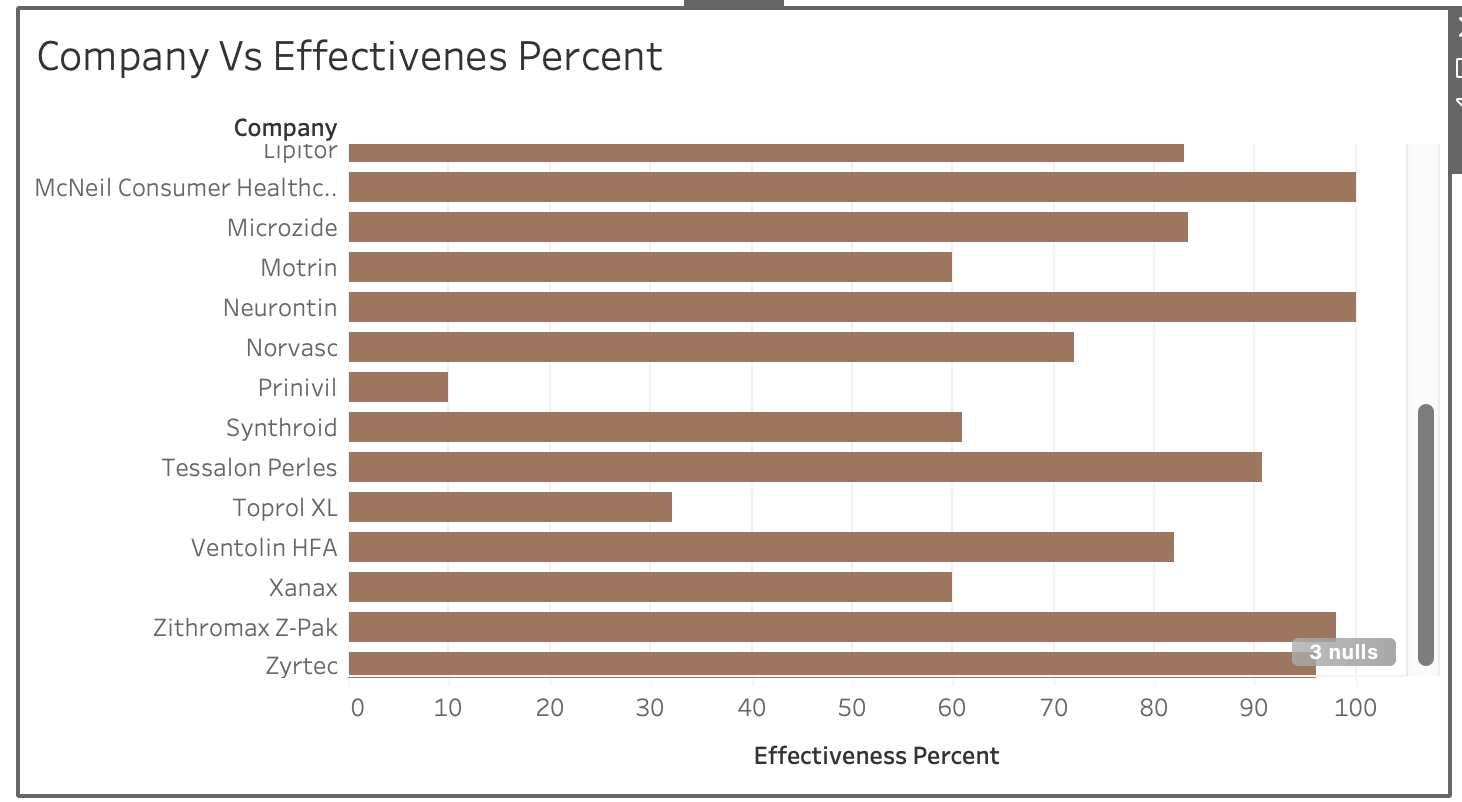 Company Vs Effectivenes Percent
Company
Lipitor
McNeil Consumer Healthc..
Microzide
Motrin
Neurontin
Norvasc
Prinivil
Synthroid
Tessalon Perles
Toprol XL
Ventolin HFA
Xanax
Zithromax Z-Pak
Zyrtec
3 nulls
0 10 20 30 40 50 60 70 80 90 100
Effectiveness Percent